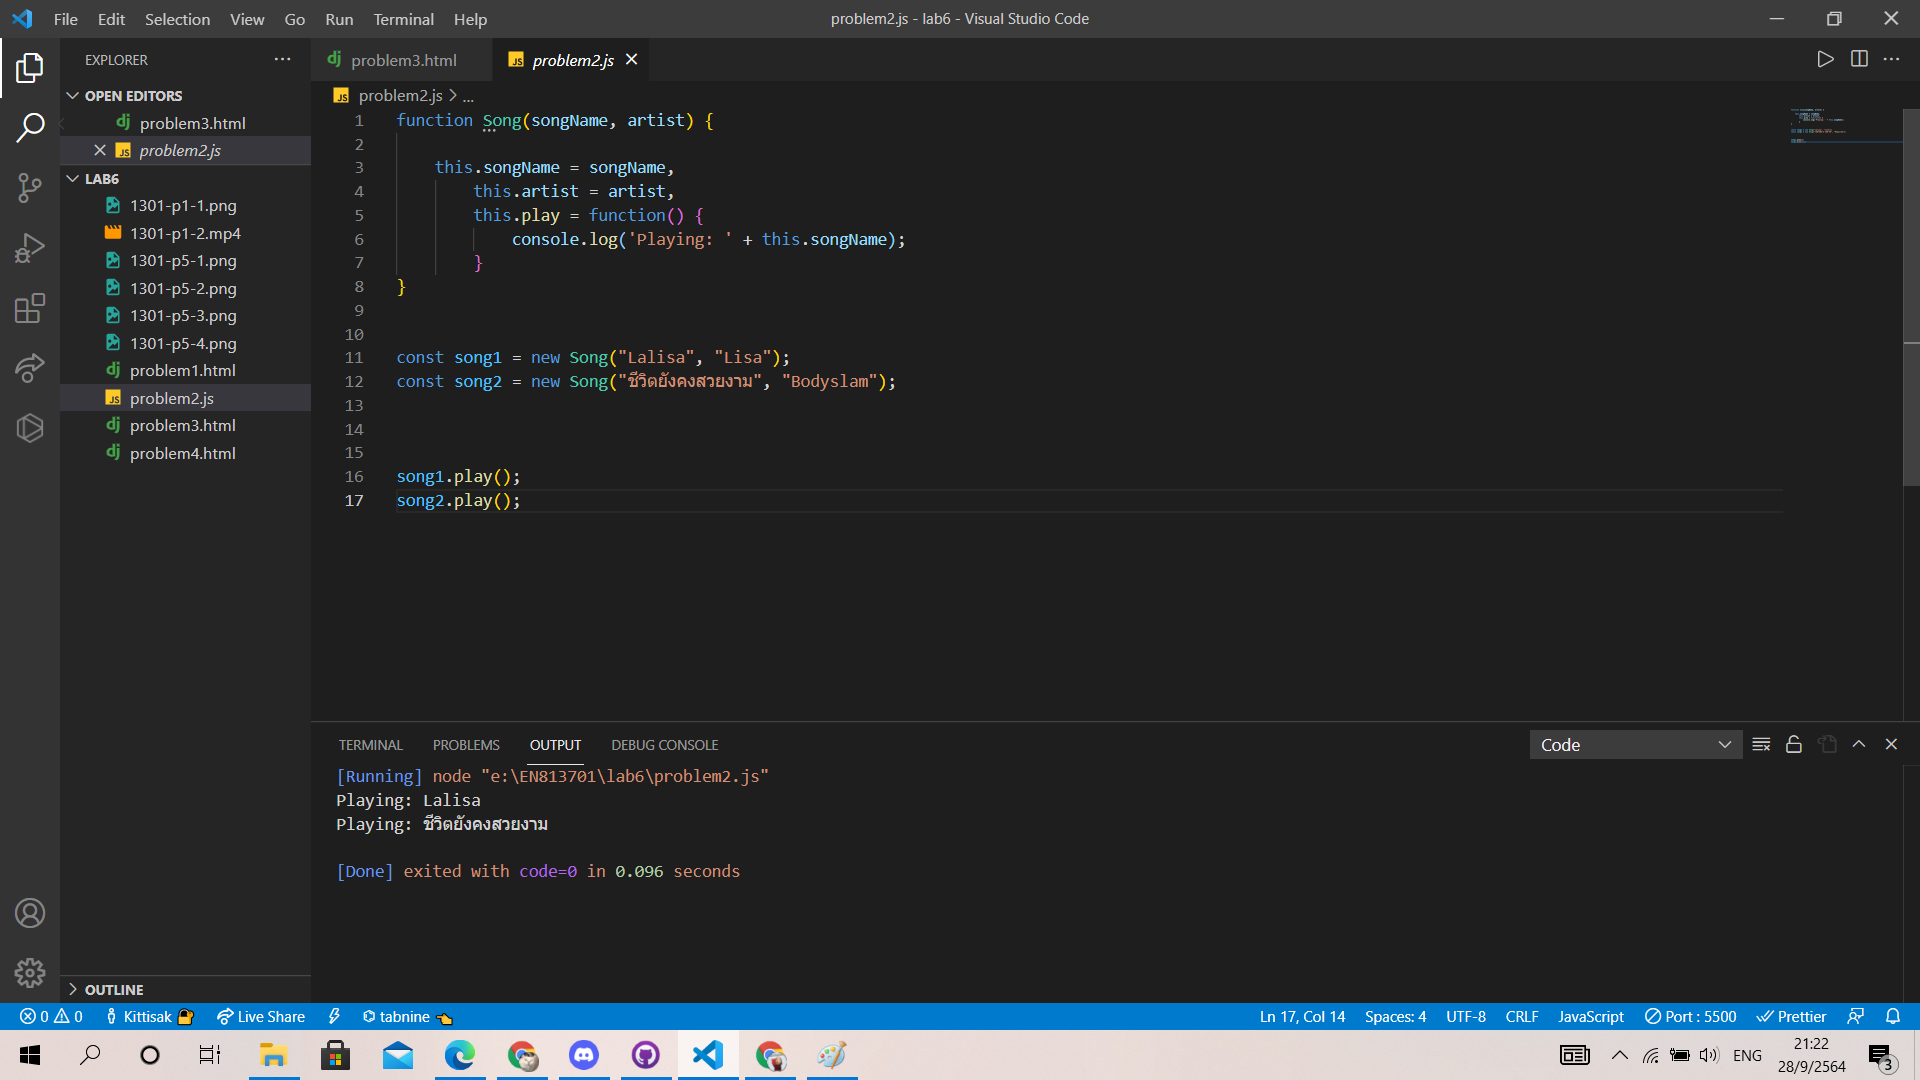 File Edit Selection View Go Run Terminal Help
problem2.js - lab6 - Visual Studio Code
EXPLORER
OPEN EDITORS
problem3.html
problem2.js
LAB6
1301-p1-1.png
1301-p1-2.mp4
1301-p5-1.png
1301-p5-2.png
1301-p5-3.png
1301-p5-4.png
problem1.html
problem2.js
problem3.html
problem4.html
OUTLINE
problem3.html problem2.js
problem2.js > ...
1 function Song(songName, artist) {
2
3 this.songName = songName,
4 this.artist = artist,
5 this.play = function() {
6 console.log('Playing: ' + this.songName);
7 }
8 }
9
10
11 const song1 = new Song("Lalisa", "Lisa");
12 const song2 = new Song("ชีวิตยังคงสวยงาม", "Bodyslam");
13
14
15
16 song1.play();
17 song2.play();
TERMINAL PROBLEMS OUTPUT DEBUG CONSOLE
Code
[Running] node "e:\EN813701\lab6\problem2.js"
Playing: Lalisa
Playing: ชีวิตยังคงสวยงาม
[Done] exited with code=0 in 0.096 seconds
0 0 Kittisak Live Share tabnine
Ln 17, Col 14 Spaces: 4 UTF-8 CRLF JavaScript Port : 5500 Prettier
ENG
21:22
28/9/2564
3